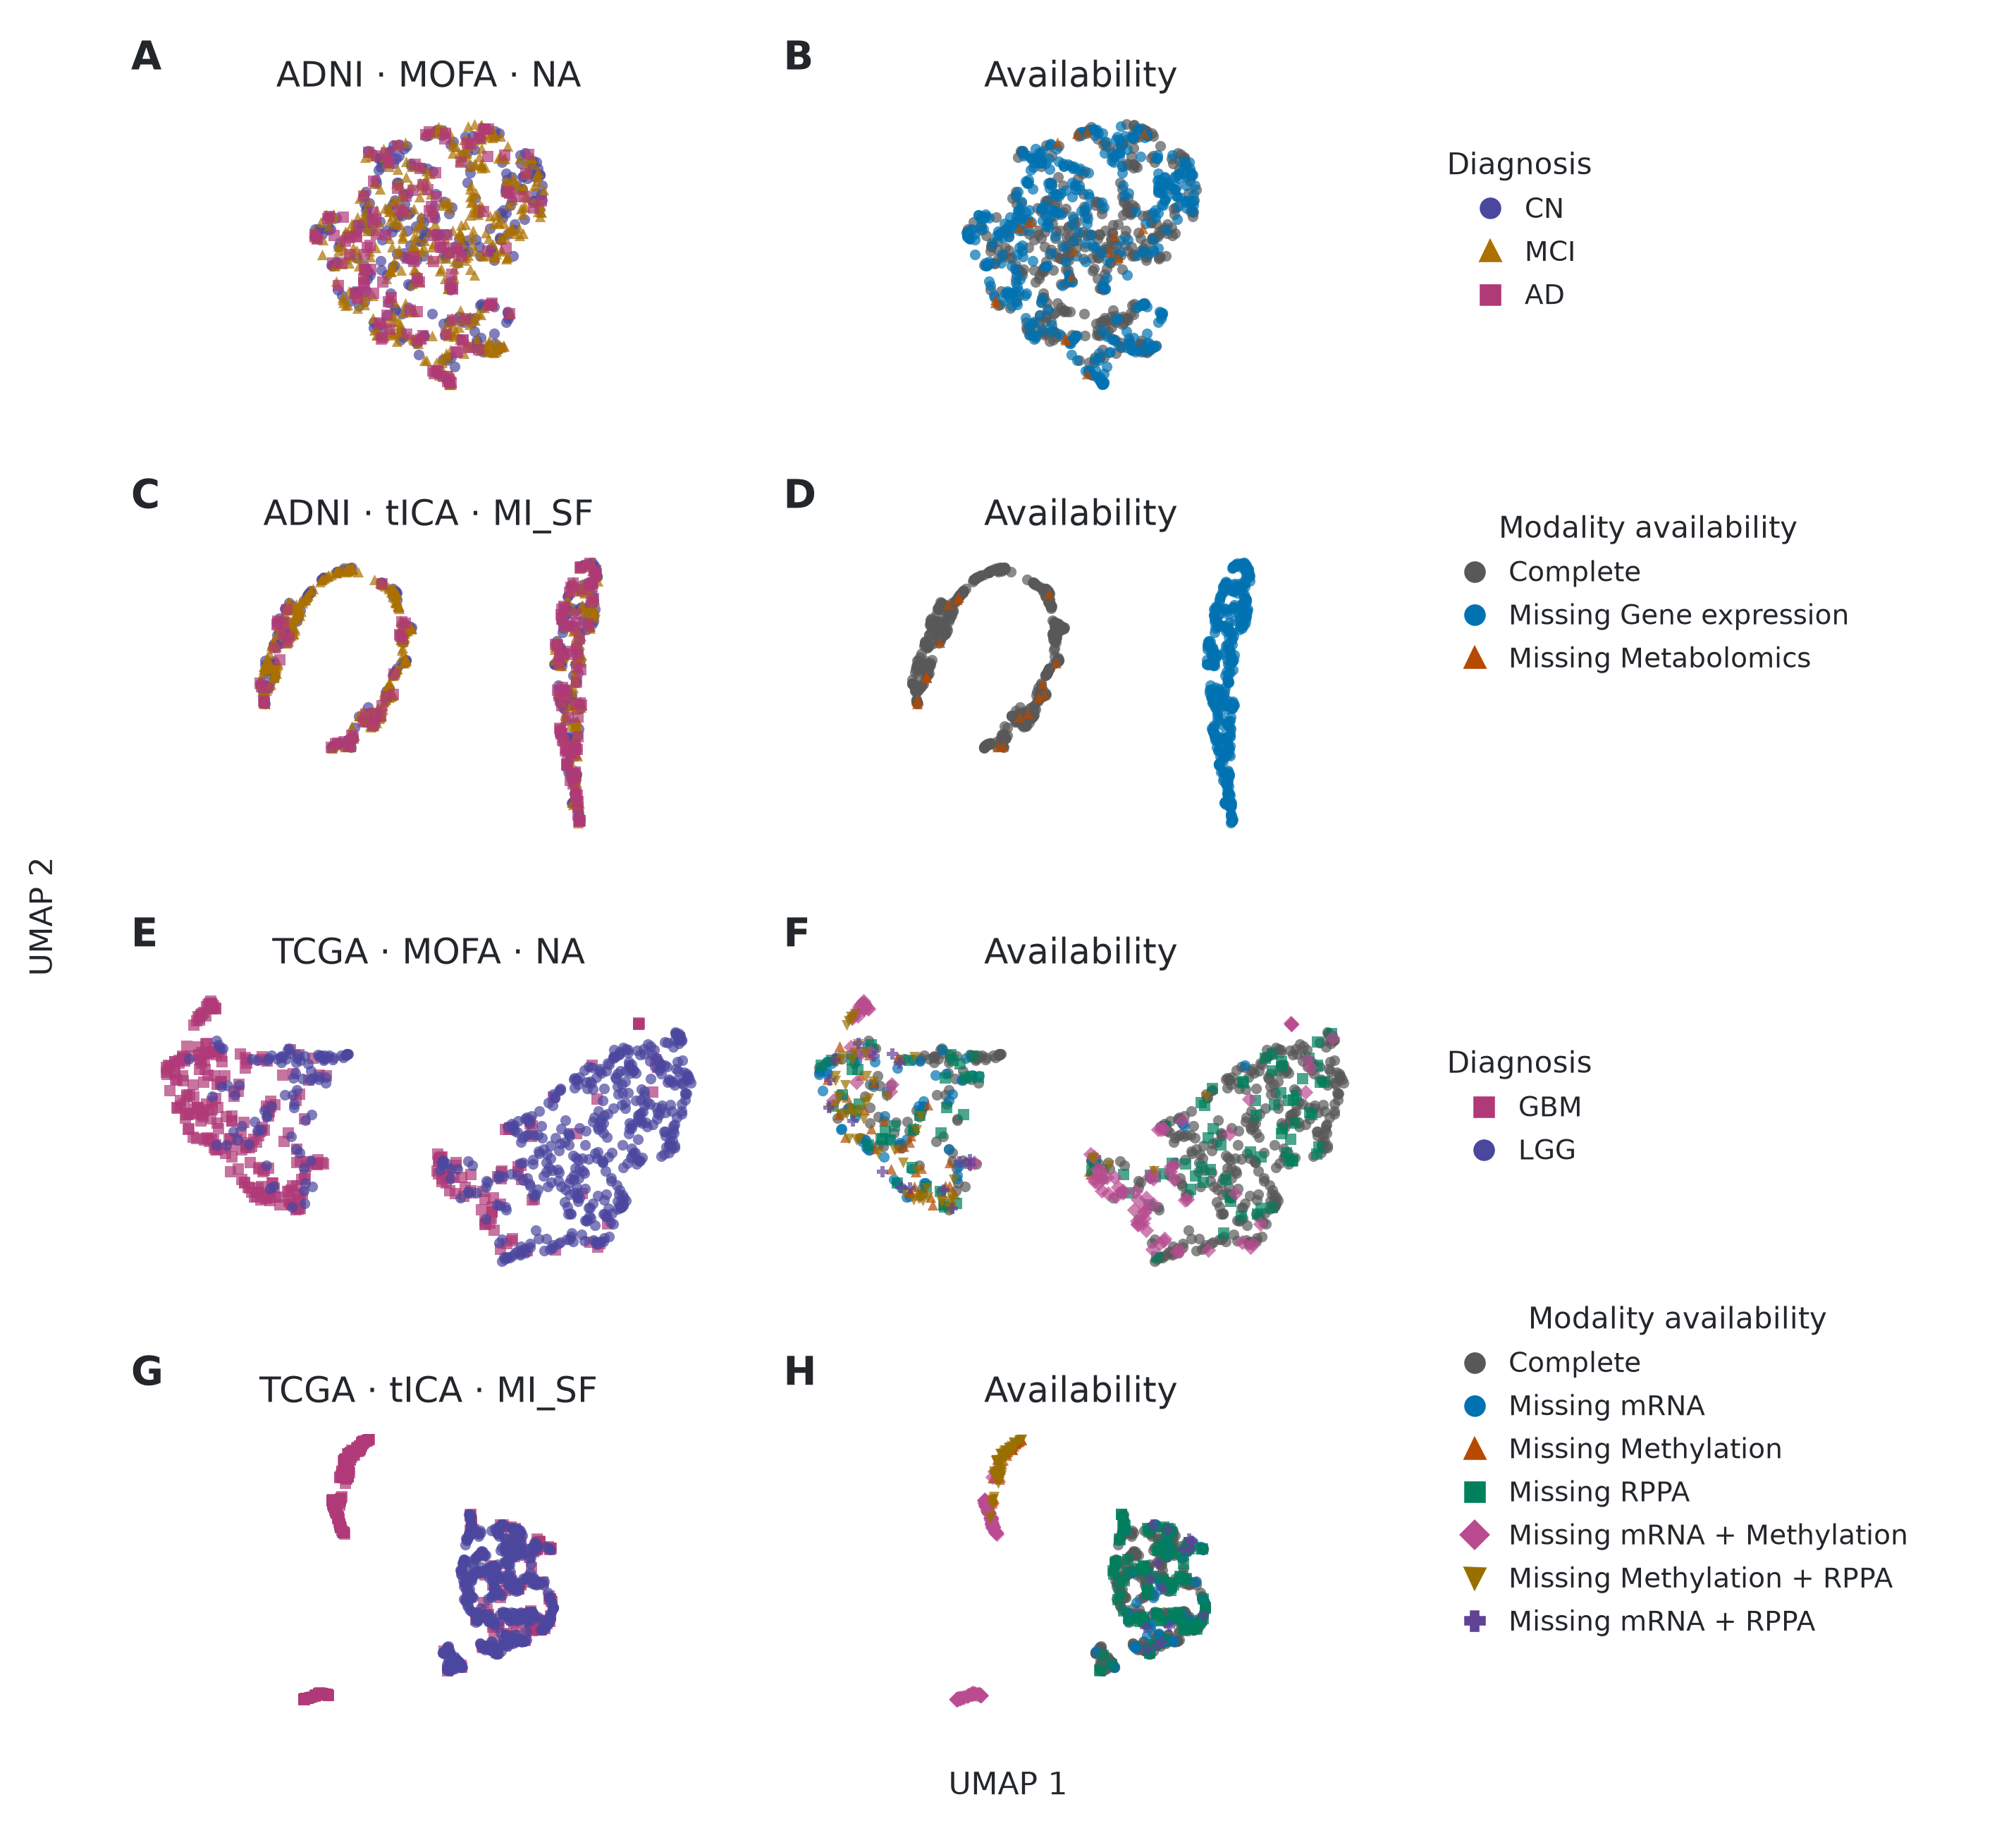 A
ADNI · MOFA · NA
B
Availability
Diagnosis
CN
MCI
AD
C
ADNI · tICA · MI_SF
D
Availability
Modality availability
Complete
Missing Gene expression
Missing Metabolomics
UMAP 2
E
TCGA · MOFA · NA
F
Availability
Diagnosis
GBM
LGG
G
TCGA · tICA · MI_SF
H
Availability
Modality availability
Complete
Missing mRNA
Missing Methylation
Missing RPPA
Missing mRNA + Methylation
Missing Methylation + RPPA
Missing mRNA + RPPA
UMAP 1